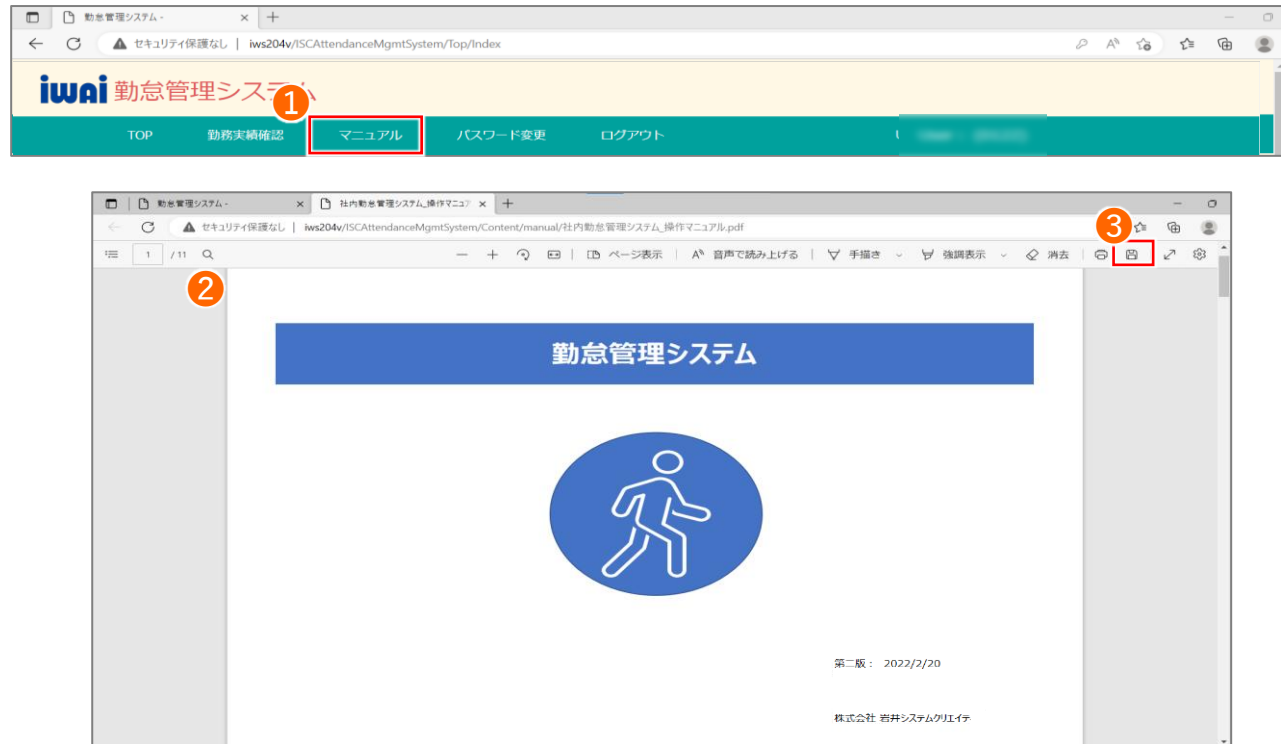 勤怠管理システム -
セキュリティ保護なし | iws204v/ISCAttendanceMgmtSystem/Top/Index
iwai 勤怠管理システム
1
TOP 勤務実績確認 マニュアル パスワード変更 ログアウト
勤怠管理システム - 社内勤怠管理システム_操作マニュア
セキュリティ保護なし | iws204v/ISCAttendanceMgmtSystem/Content/manual/社内勤怠管理システム_操作マニュアル.pdf
3
1 / 11 ページ表示 音声で読み上げる 手描き 強調表示 消去
2
勤怠管理システム
第二版： 2022/2/20
株式会社 岩井システムクリエイテ